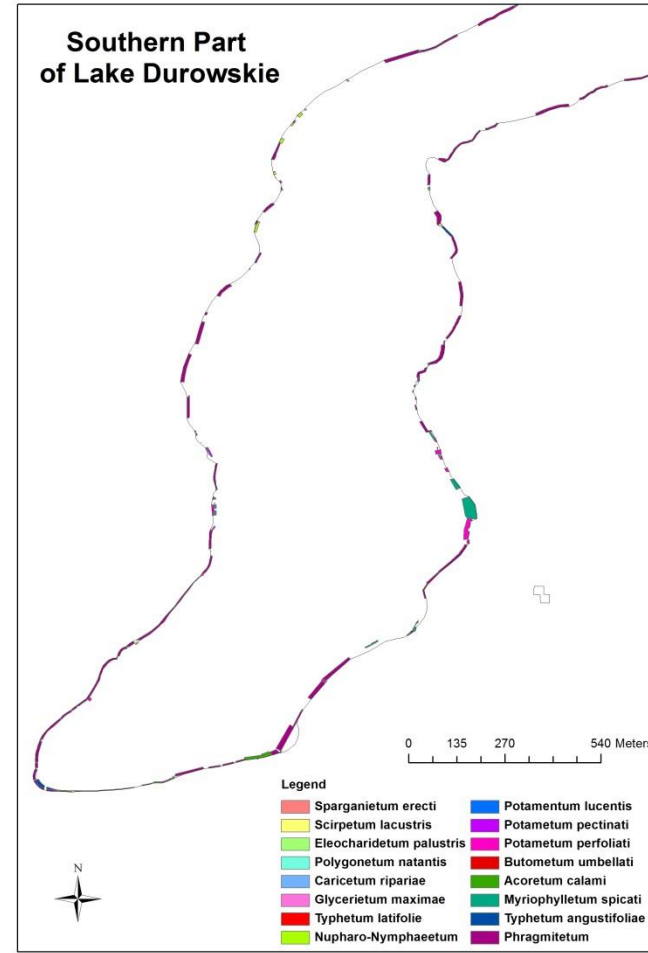 Southern Part
of Lake Durowskie
0 135 270 540 Meters
Legend
Sparganietum erecti
Scirpetum lacustris
Eleocharidetum palustris
Polygonetum natantis
Caricetum ripariae
Glycerietum maximae
Typhetum latifolie
Nupharo-Nymphaeetum
Potamentum lucentis
Potametum pectinati
Potametum perfoliati
Butometum umbellati
Acoretum calami
Myriophylletum spicati
Typhetum angustifoliae
Phragmitetum
N